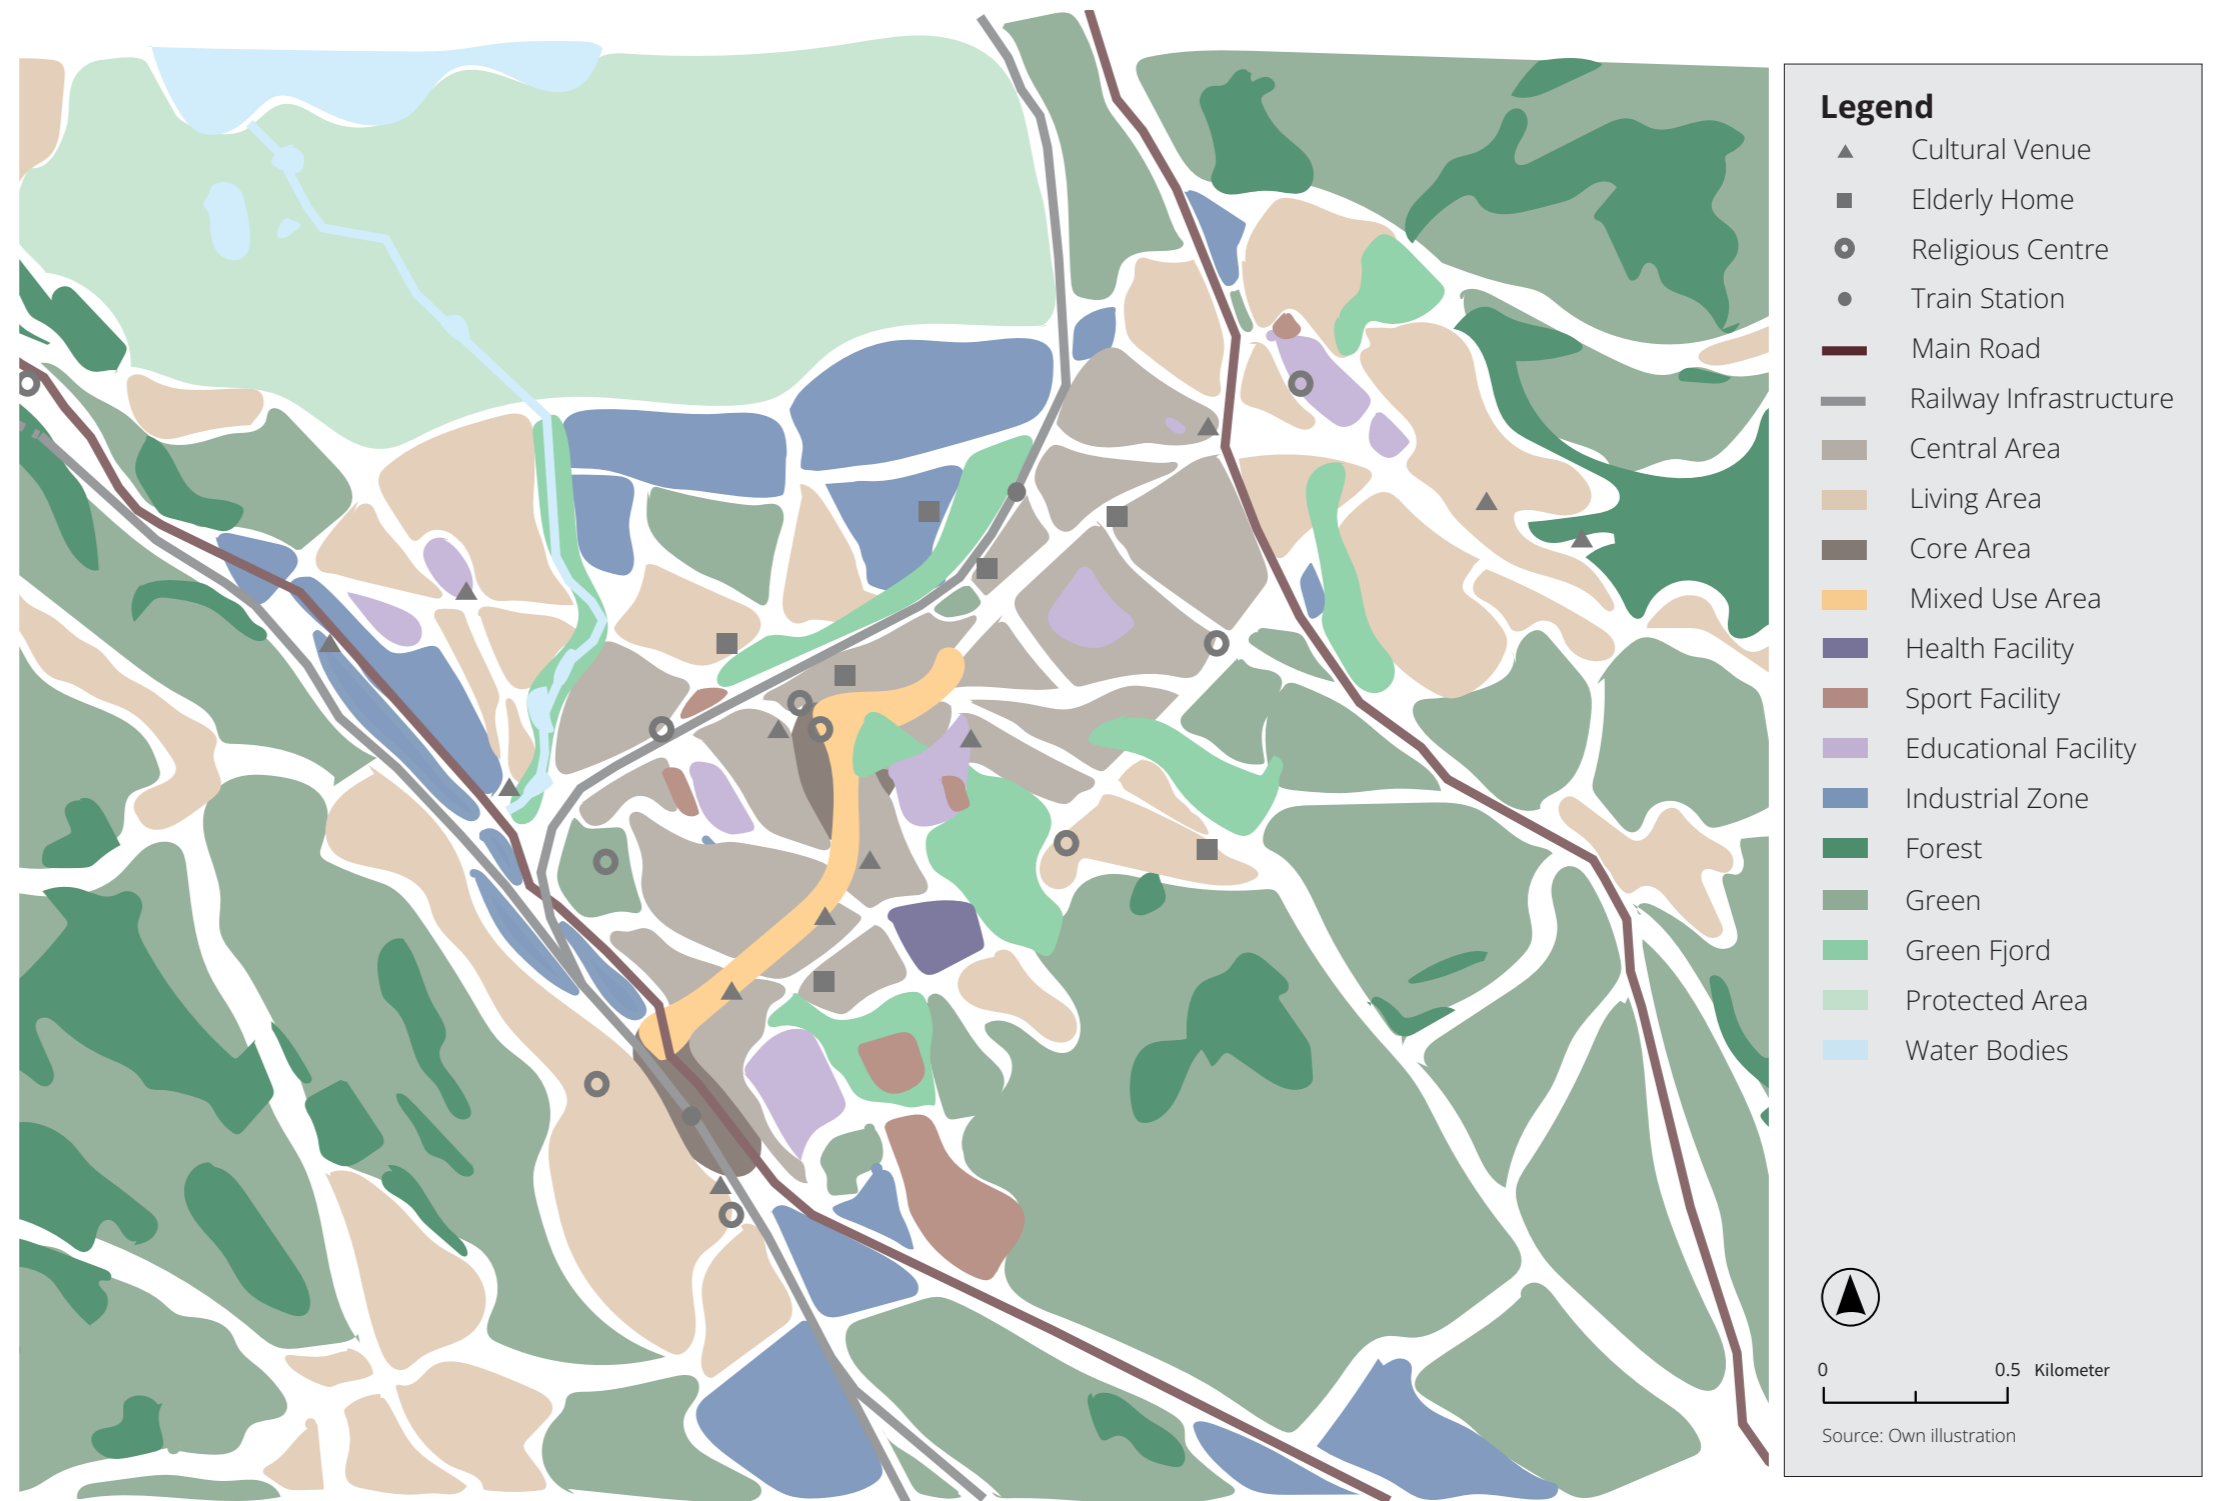 Legend
Cultural Venue
Elderly Home
Religious Centre
Train Station
Main Road
Railway Infrastructure
Central Area
Living Area
Core Area
Mixed Use Area
Health Facility
Sport Facility
Educational Facility
Industrial Zone
Forest
Green
Green Fjord
Protected Area
Water Bodies
0 0.5 Kilometer
Source: Own illustration